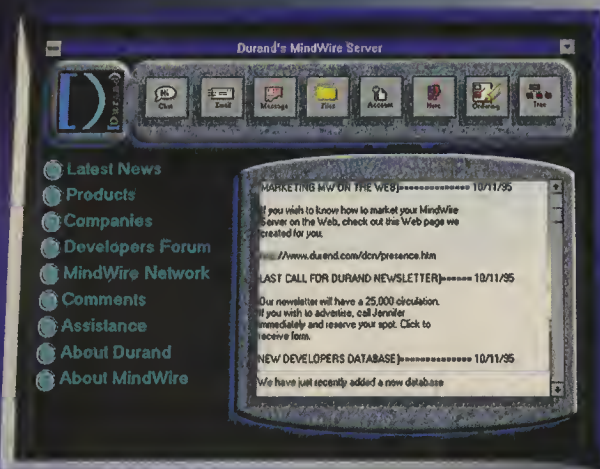 Durand's MindWire Server
[Durand]
Hi
Chat
Email
Message
Files
Account
News
Ordering
Tree
Latest News
Products
Companies
Developers Forum
MindWire Network
Comments
Assistance
About Durand
About MindWire
MARKETING MW ON THE WEB]============== 10/11/95
If you wish to know how to market your MindWire
Server on the Web, check out this Web page we
created for you.
://www.durand.com/dcn/presence.htm
LAST CALL FOR DURAND NEWSLETTER]====== 10/11/95
Our newsletter will have a 25,000 circulation.
If you wish to advertise, call Jennifer
immediately and reserve your spot. Click to
receive form.
NEW DEVELOPERS DATABASE]============= 10/11/95
We have just recently added a new database